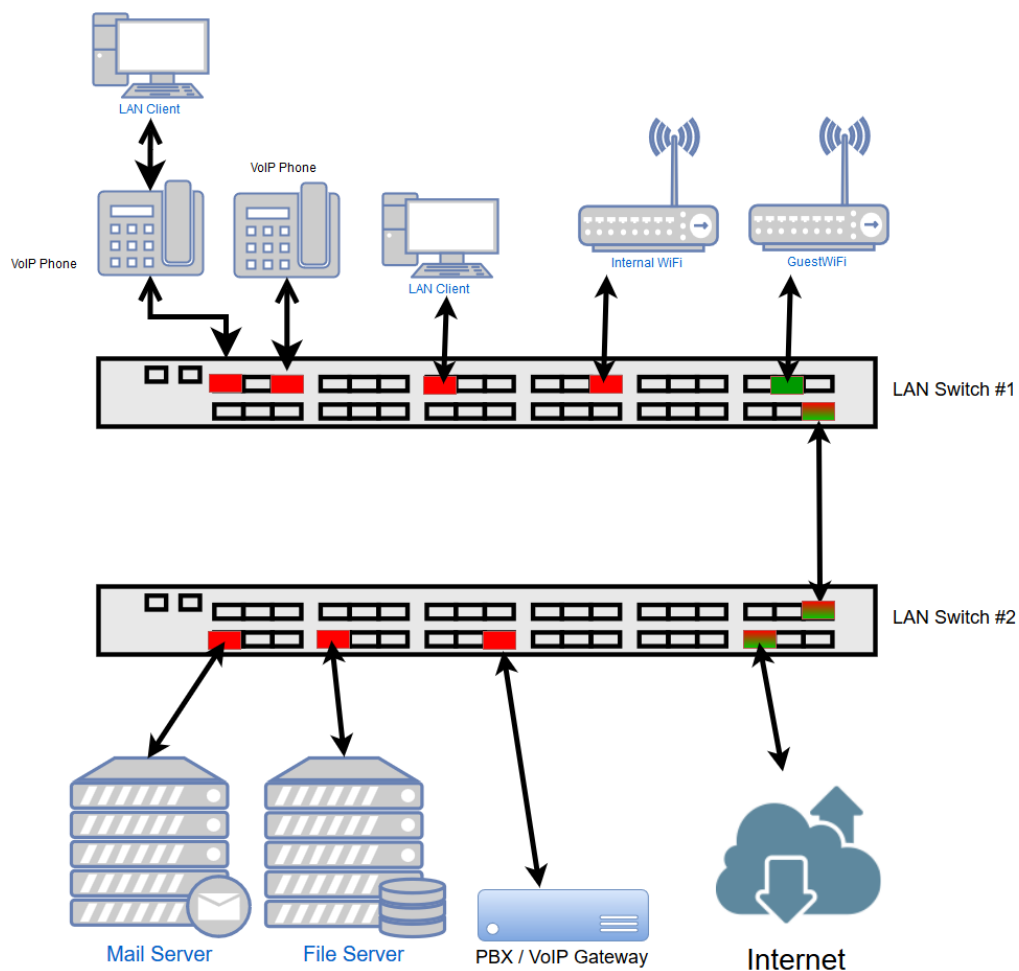 LAN Client
VoIP Phone
VoIP Phone
LAN Client
Internal WiFi
GuestWiFi
LAN Switch #1
LAN Switch #2
Mail Server
File Server
PBX / VoIP Gateway
Internet